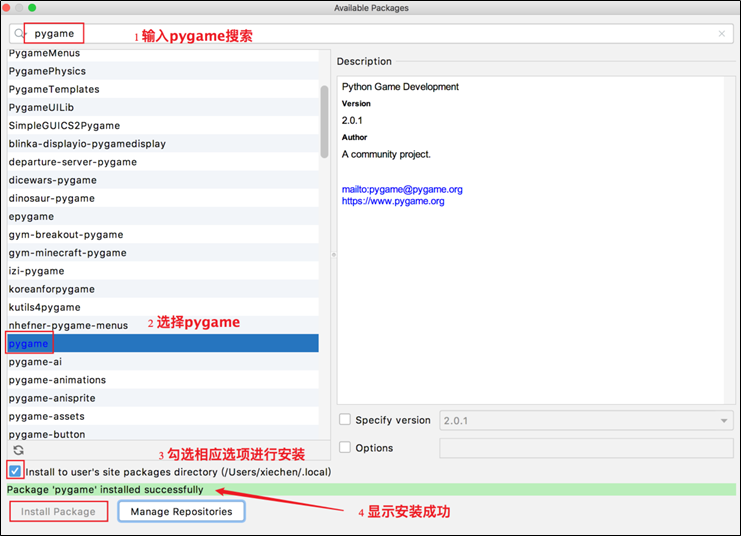 Available Packages
pygame
1 输入pygame搜索
PygameMenus
PygamePhysics
PygameTemplates
PygameUILib
SimpleGUICS2Pygame
blinka-displayio-pygamedisplay
departure-server-pygame
dicewars-pygame
dinosaur-pygame
epygame
gym-breakout-pygame
gym-minecraft-pygame
izi-pygame
koreanforpygame
kutils4pygame
nhefner-pygame-menus
2 选择pygame
pygame
pygame-ai
pygame-animations
pygame-anisprite
pygame-assets
pygame-button
Description
Python Game Development
Version
2.0.1
Author
A community project.
mailto:pygame@pygame.org
https://www.pygame.org
Specify version
2.0.1
Options
3 勾选相应选项进行安装
Install to user's site packages directory (/Users/xiechen/.local)
Package 'pygame' installed successfully
4 显示安装成功
Install Package
Manage Repositories